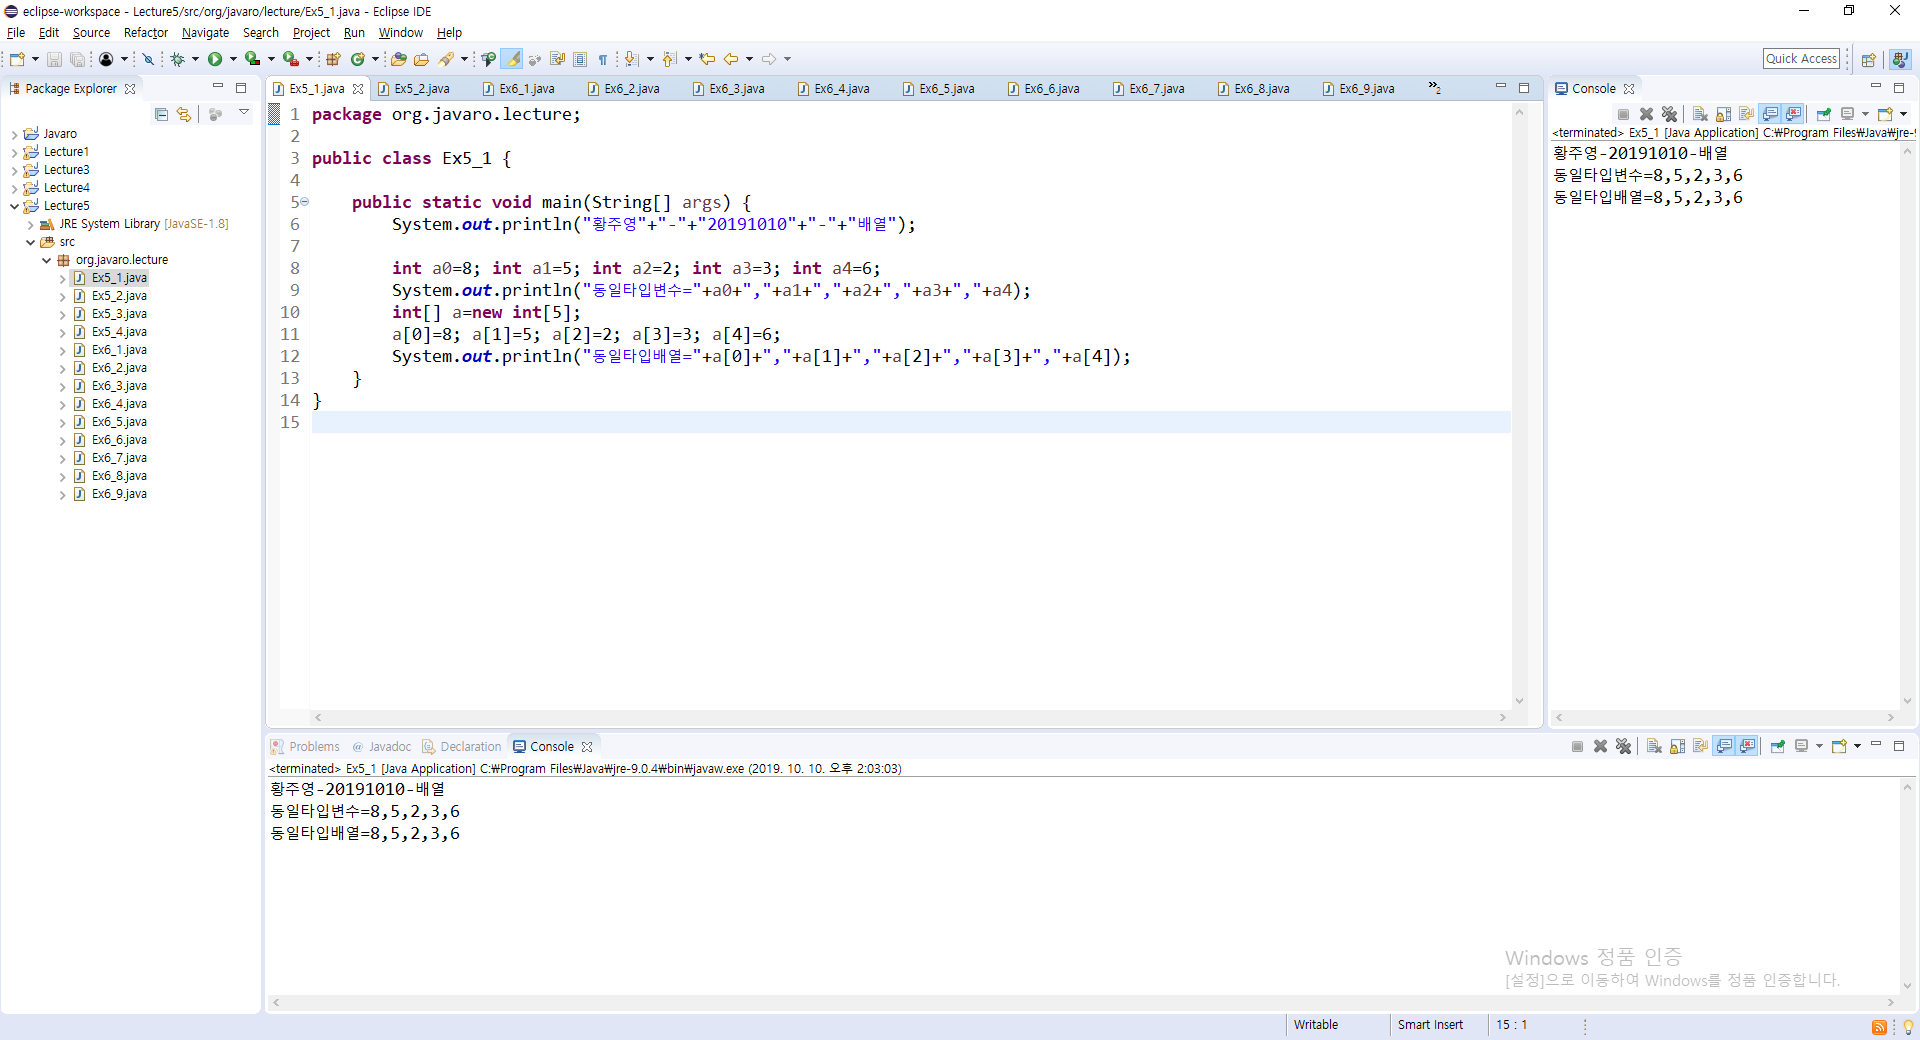 eclipse-workspace - Lecture5/src/org/javaro/lecture/Ex5_1.java - Eclipse IDE
File Edit Source Refactor Navigate Search Project Run Window Help
Quick Access
Package Explorer
Javaro
Lecture1
Lecture3
Lecture4
Lecture5
JRE System Library [JavaSE-1.8]
src
org.javaro.lecture
Ex5_1.java
Ex5_2.java
Ex5_3.java
Ex5_4.java
Ex6_1.java
Ex6_2.java
Ex6_3.java
Ex6_4.java
Ex6_5.java
Ex6_6.java
Ex6_7.java
Ex6_8.java
Ex6_9.java
Ex5_1.java Ex5_2.java Ex6_1.java Ex6_2.java Ex6_3.java Ex6_4.java Ex6_5.java Ex6_6.java Ex6_7.java Ex6_8.java Ex6_9.java »2
1 package org.javaro.lecture;
2
3 public class Ex5_1 {
4
5 public static void main(String[] args) {
6 System.out.println("황주영"+"-"+"20191010"+"-"+"배열");
7
8 int a0=8; int a1=5; int a2=2; int a3=3; int a4=6;
9 System.out.println("동일타입변수="+a0+","+a1+","+a2+","+a3+","+a4);
10 int[] a=new int[5];
11 a[0]=8; a[1]=5; a[2]=2; a[3]=3; a[4]=6;
12 System.out.println("동일타입배열="+a[0]+","+a[1]+","+a[2]+","+a[3]+","+a[4]);
13 }
14 }
15
Console
<terminated> Ex5_1 [Java Application] C:₩Program Files₩Java₩jre-9
황주영-20191010-배열
동일타입변수=8,5,2,3,6
동일타입배열=8,5,2,3,6
Problems @ Javadoc Declaration Console
<terminated> Ex5_1 [Java Application] C:₩Program Files₩Java₩jre-9.0.4₩bin₩javaw.exe (2019. 10. 10. 오후 2:03:03)
황주영-20191010-배열
동일타입변수=8,5,2,3,6
동일타입배열=8,5,2,3,6
Windows 정품 인증
[설정]으로 이동하여 Windows를 정품 인증합니다.
Writable Smart Insert 15 : 1